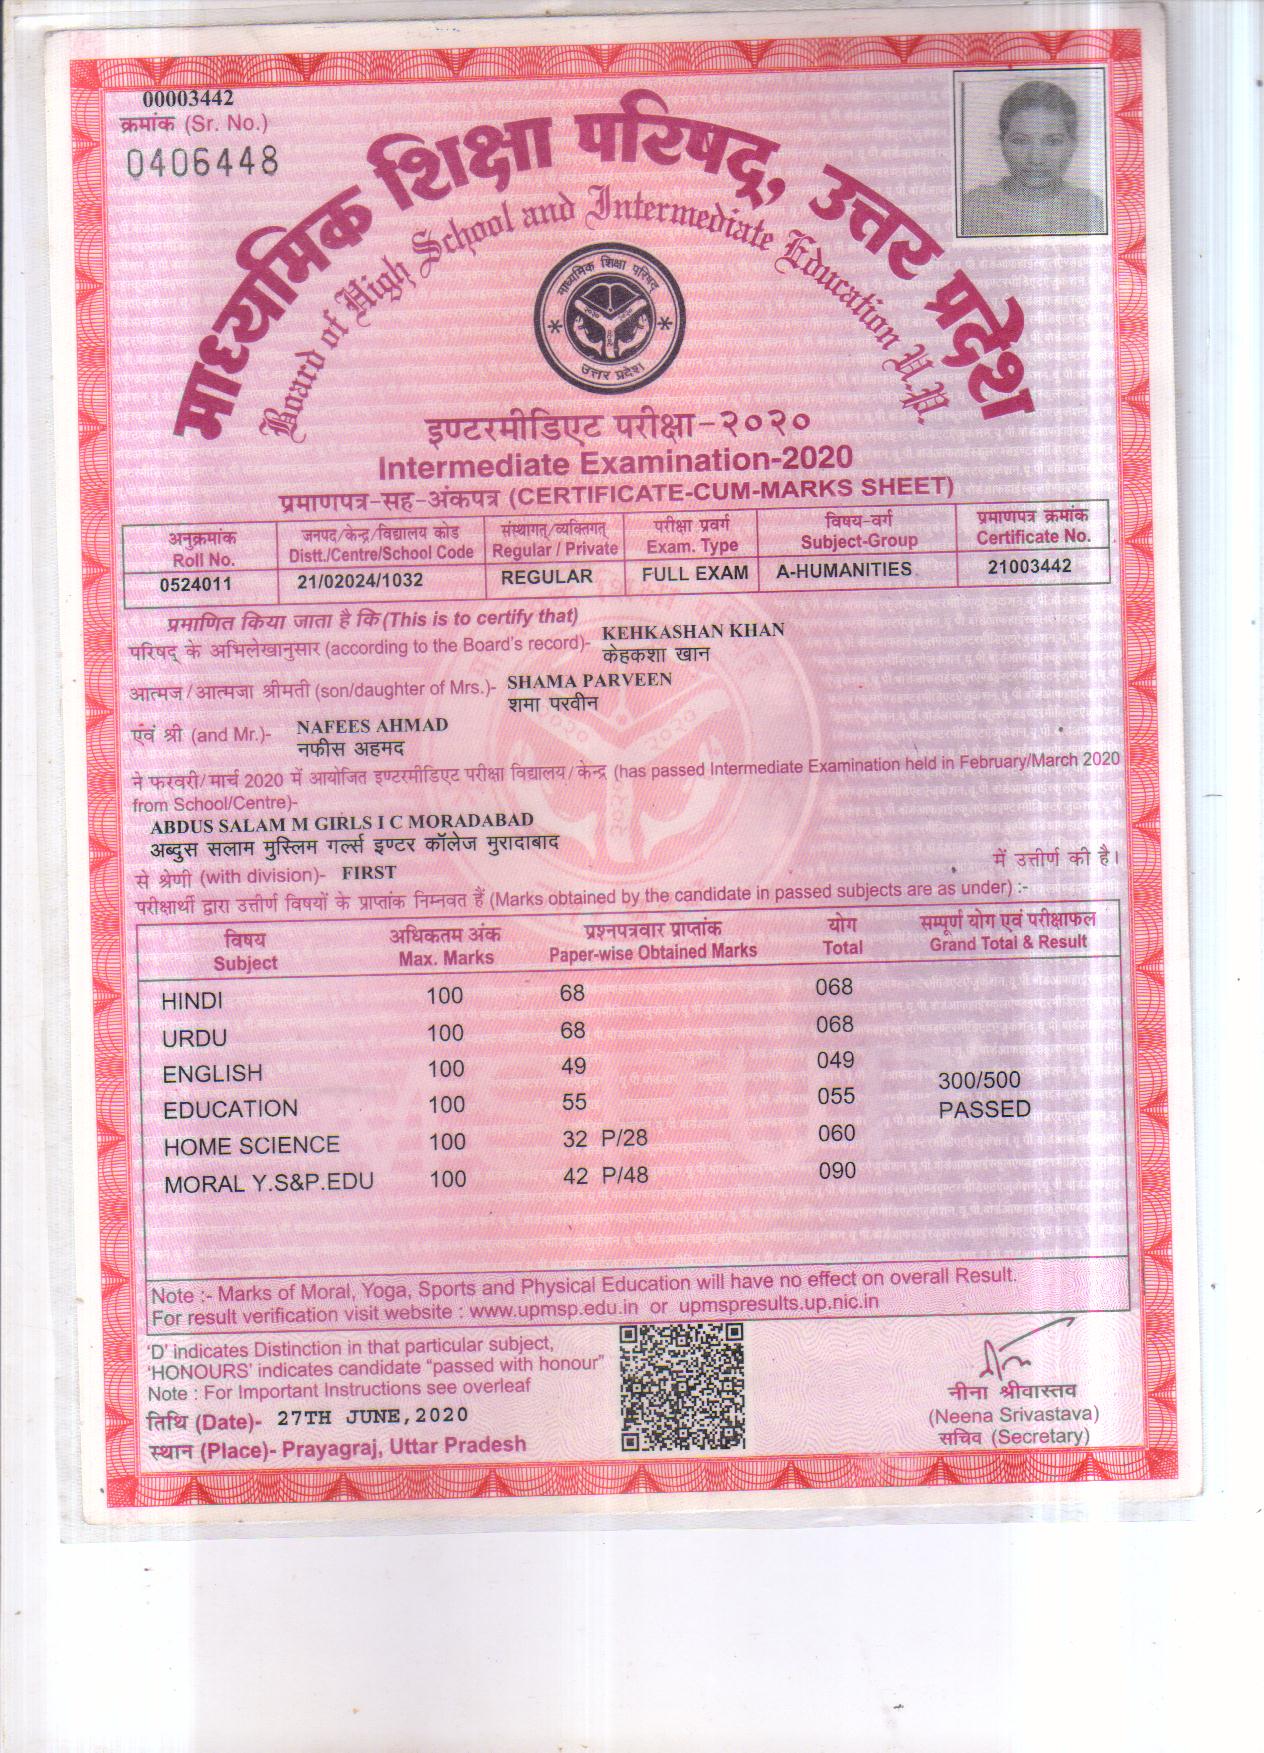 00003442
क्रमांक (Sr. No.)
0406448
माध्यमिक शिक्षा परिषद्, उत्तर प्रदेश
Board of High School and Intermediate Education U.P.
माध्यमिक शिक्षा परिषद
उत्तर प्रदेश
इण्टरमीडिएट परीक्षा-२०२०
Intermediate Examination-2020
प्रमाणपत्र-सह-अंकपत्र (CERTIFICATE-CUM-MARKS SHEET)
अनुक्रमांक जनपद/केन्द्र/विद्यालय कोड संस्थागत्/व्यक्तिगत् परीक्षा प्रवर्ग विषय-वर्ग प्रमाणपत्र क्रमांक
Roll No. Distt./Centre/School Code Regular / Private Exam. Type Subject-Group Certificate No.
0524011 21/02024/1032 REGULAR FULL EXAM A-HUMANITIES 21003442
प्रमाणित किया जाता है कि (This is to certify that)
परिषद् के अभिलेखानुसार (according to the Board's record)- KEHKASHAN KHAN
केहकशा खान
आत्मज/आत्मजा श्रीमती (son/daughter of Mrs.)- SHAMA PARVEEN
शमा परवीन
एवं श्री (and Mr.)- NAFEES AHMAD
नफीस अहमद
ने फरवरी/मार्च 2020 में आयोजित इण्टरमीडिएट परीक्षा विद्यालय/केन्द्र (has passed Intermediate Examination held in February/March 2020
from School/Centre)-
ABDUS SALAM M GIRLS I C MORADABAD
अब्दुस सलाम मुस्लिम गर्ल्स इण्टर कॉलेज मुरादाबाद
से श्रेणी (with division)- FIRST में उत्तीर्ण की है।
परीक्षार्थी द्वारा उत्तीर्ण विषयों के प्राप्तांक निम्नवत हैं (Marks obtained by the candidate in passed subjects are as under) :-
विषय अधिकतम अंक प्रश्नपत्रवार प्राप्तांक योग सम्पूर्ण योग एवं परीक्षाफल
Subject Max. Marks Paper-wise Obtained Marks Total Grand Total & Result
HINDI 100 68 068
URDU 100 68 068
ENGLISH 100 49 049
300/500
EDUCATION 100 55 055
PASSED
HOME SCIENCE 100 32 P/28 060
MORAL Y.S&P.EDU 100 42 P/48 090
Note :- Marks of Moral, Yoga, Sports and Physical Education will have no effect on overall Result.
For result verification visit website : www.upmsp.edu.in or upmspresults.up.nic.in
'D' indicates Distinction in that particular subject,
'HONOURS' indicates candidate "passed with honour"
Note : For Important Instructions see overleaf
तिथि (Date)- 27TH JUNE,2020
स्थान (Place)- Prayagraj, Uttar Pradesh
नीना श्रीवास्तव
(Neena Srivastava)
सचिव (Secretary)